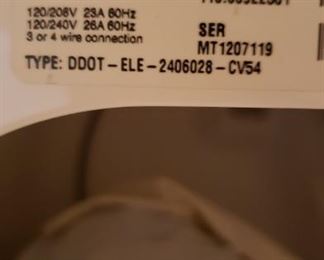 120/208V 23A 60Hz
120/240V 26A 60Hz
3 or 4 wire connection
SER
MT1207119
TYPE: DDOT-ELE-2406028-CV54